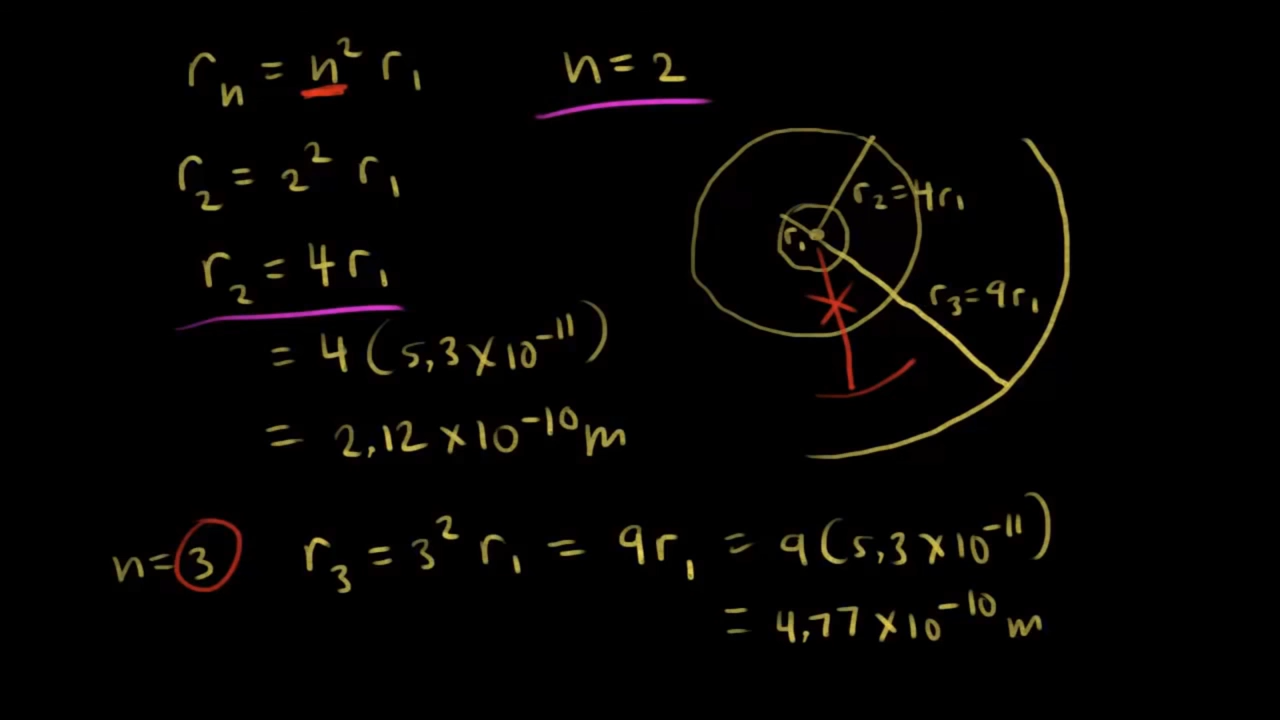 rₙ = n² r₁
n = 2
r₂ = 2² r₁
r₂ = 4r₁
= 4(5,3 × 10⁻¹¹)
= 2,12 × 10⁻¹⁰ m
r₁
r₂ = 4r₁
r₃ = 9r₁
n = 3
r₃ = 3² r₁ = 9r₁ = 9(5,3 × 10⁻¹¹)
= 4,77 × 10⁻¹⁰ m